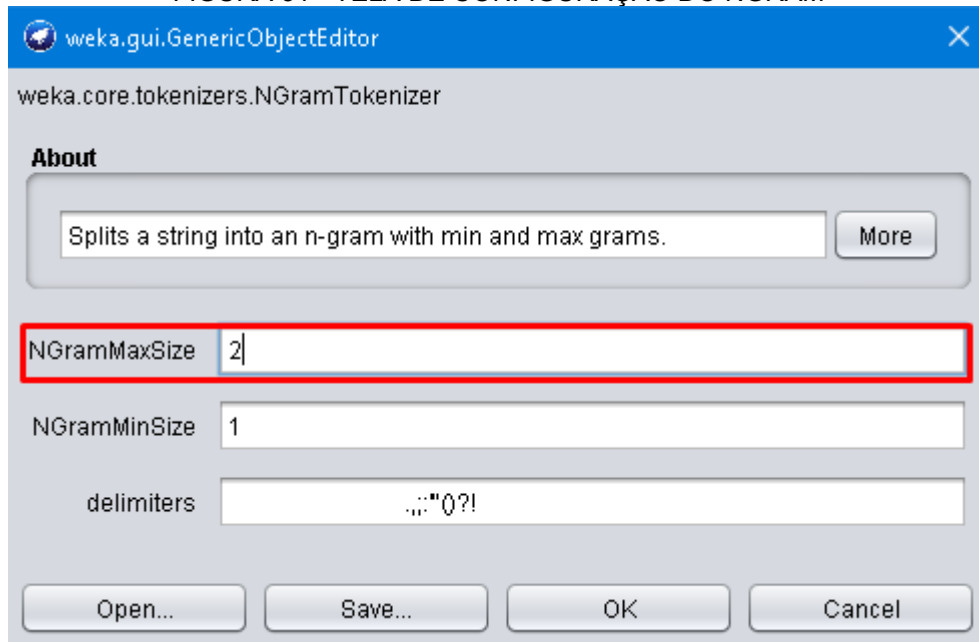 weka.gui.GenericObjectEditor
weka.core.tokenizers.NGramTokenizer
About
Splits a string into an n-gram with min and max grams. More
NGramMaxSize 2
NGramMinSize 1
delimiters .,;:'"()?!
Open... Save... OK Cancel